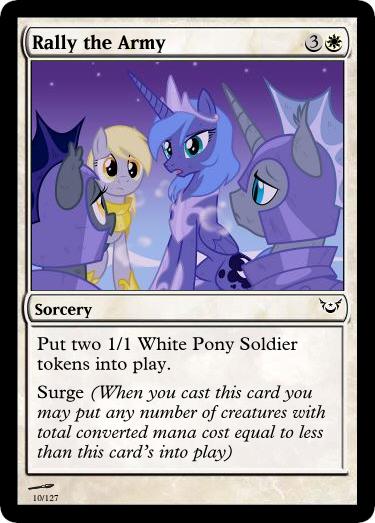 Rally the Army 3
Sorcery
Put two 1/1 White Pony Soldier
tokens into play.
Surge (When you cast this card you
may put any number of creatures with
total converted mana cost equal to less
than this card's into play)
10/127